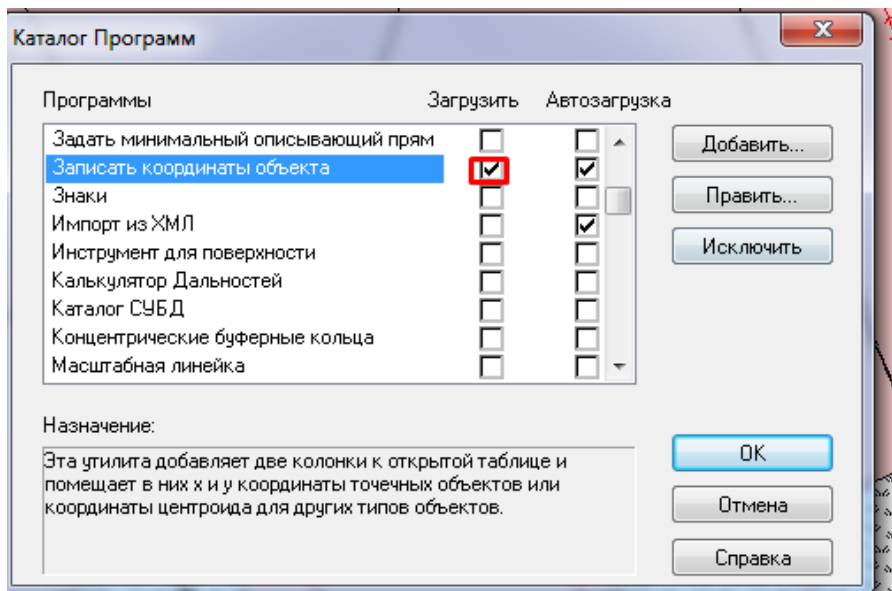 Каталог Программ
Программы Загрузить Автозагрузка
Задать минимальный описывающий прям
Записать координаты объекта
Знаки
Импорт из ХМЛ
Инструмент для поверхности
Калькулятор Дальностей
Каталог СУБД
Концентрические буферные кольца
Масштабная линейка
Добавить...
Править...
Исключить
Назначение:
Эта утилита добавляет две колонки к открытой таблице и
помещает в них x и y координаты точечных объектов или
координаты центроида для других типов объектов.
OK
Отмена
Справка